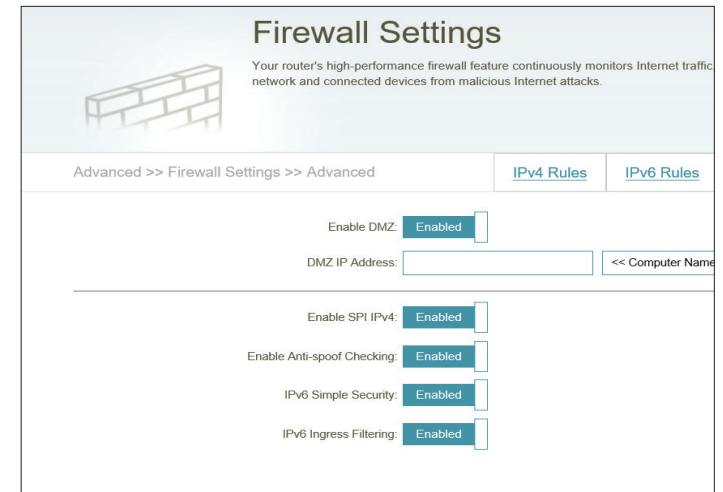 Firewall Settings
Your router's high-performance firewall feature continuously monitors Internet traffic,
network and connected devices from malicious Internet attacks.
Advanced >> Firewall Settings >> Advanced IPv4 Rules IPv6 Rules
Enable DMZ: Enabled
DMZ IP Address: << Computer Name
Enable SPI IPv4: Enabled
Enable Anti-spoof Checking: Enabled
IPv6 Simple Security: Enabled
IPv6 Ingress Filtering: Enabled